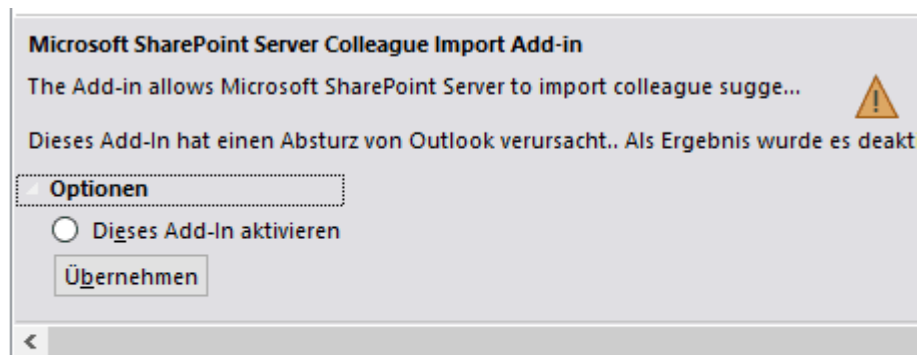 Microsoft SharePoint Server Colleague Import Add-in
The Add-in allows Microsoft SharePoint Server to import colleague sugge...
Dieses Add-In hat einen Absturz von Outlook verursacht.. Als Ergebnis wurde es deakt
Optionen
Dieses Add-In aktivieren
Übernehmen